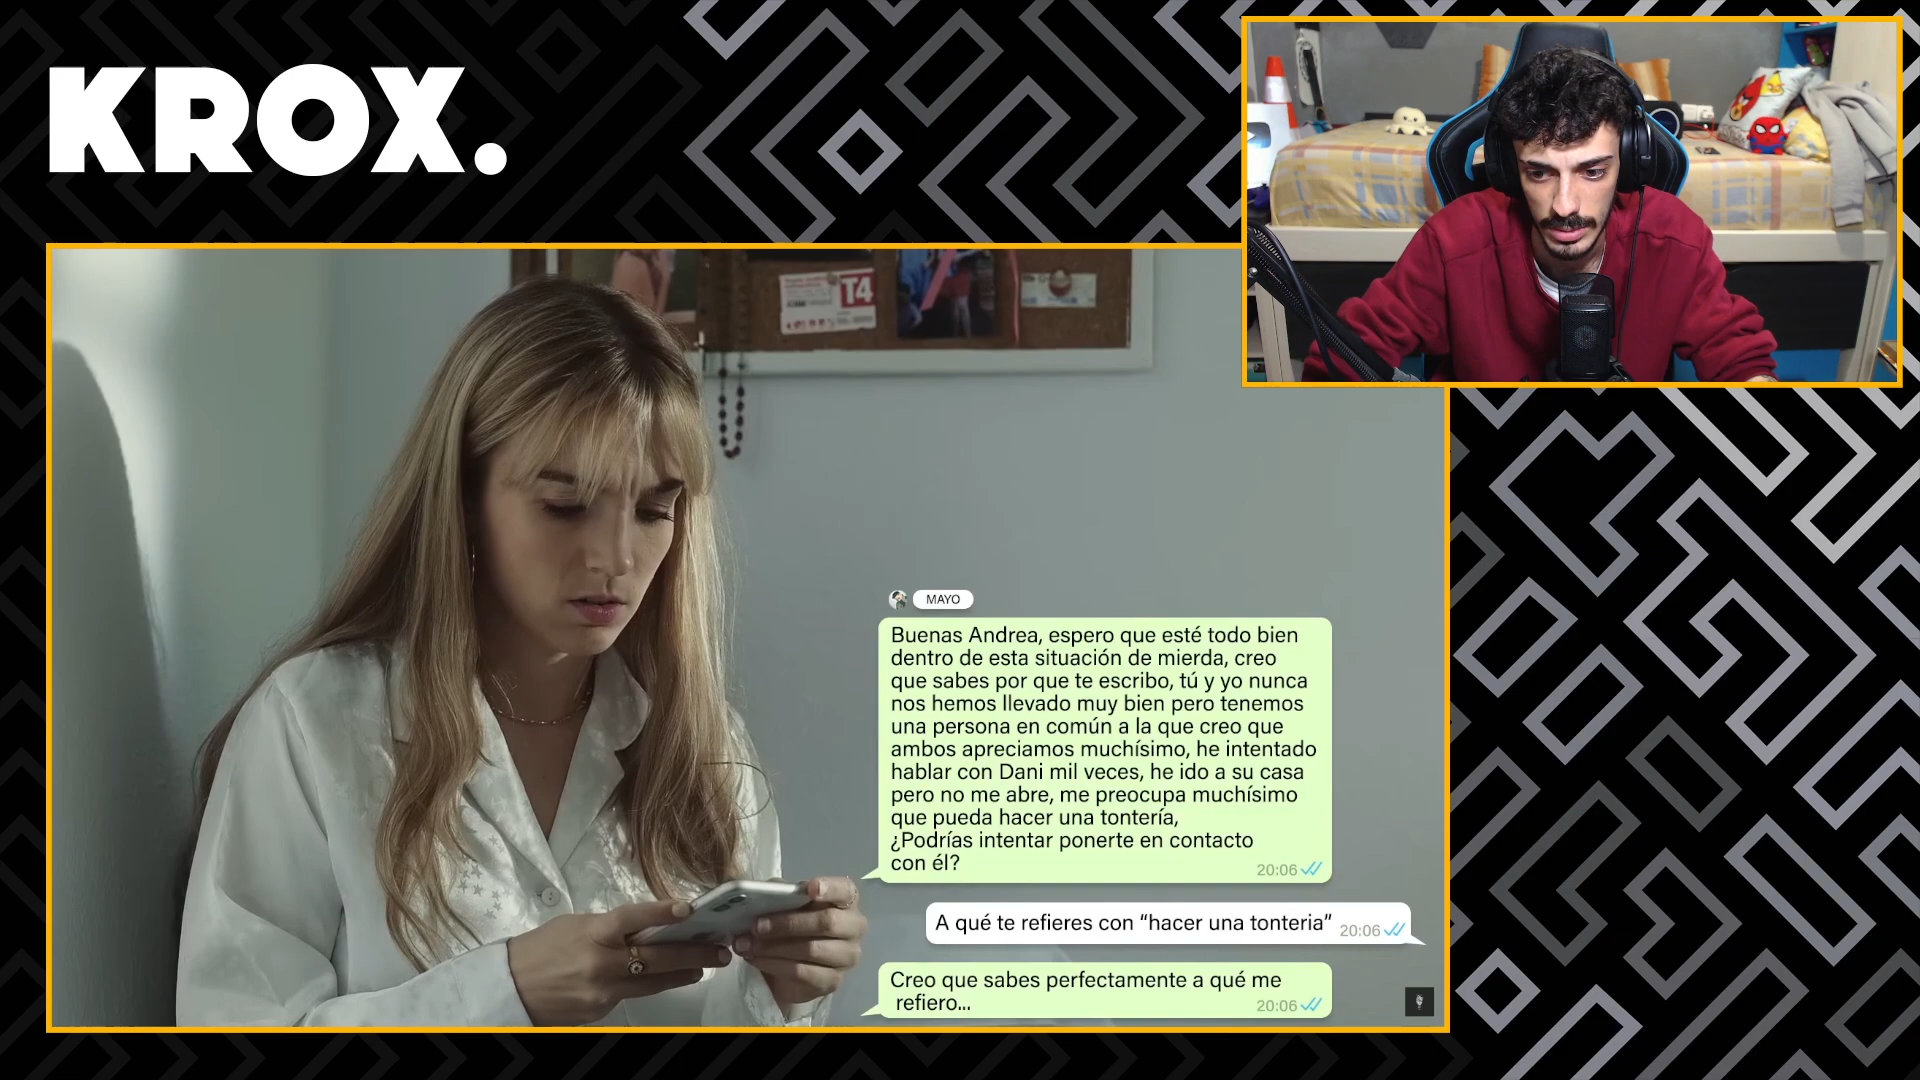 KROX.
T4
MAYO
Buenas Andrea, espero que esté todo bien
dentro de esta situación de mierda, creo
que sabes por que te escribo, tú y yo nunca
nos hemos llevado muy bien pero tenemos
una persona en común a la que creo que
ambos apreciamos muchísimo, he intentado
hablar con Dani mil veces, he ido a su casa
pero no me abre, me preocupa muchísimo
que pueda hacer una tontería,
¿Podrías intentar ponerte en contacto
con él?
20:06
A qué te refieres con “hacer una tonteria”
20:06
Creo que sabes perfectamente a qué me
refiero...
20:06